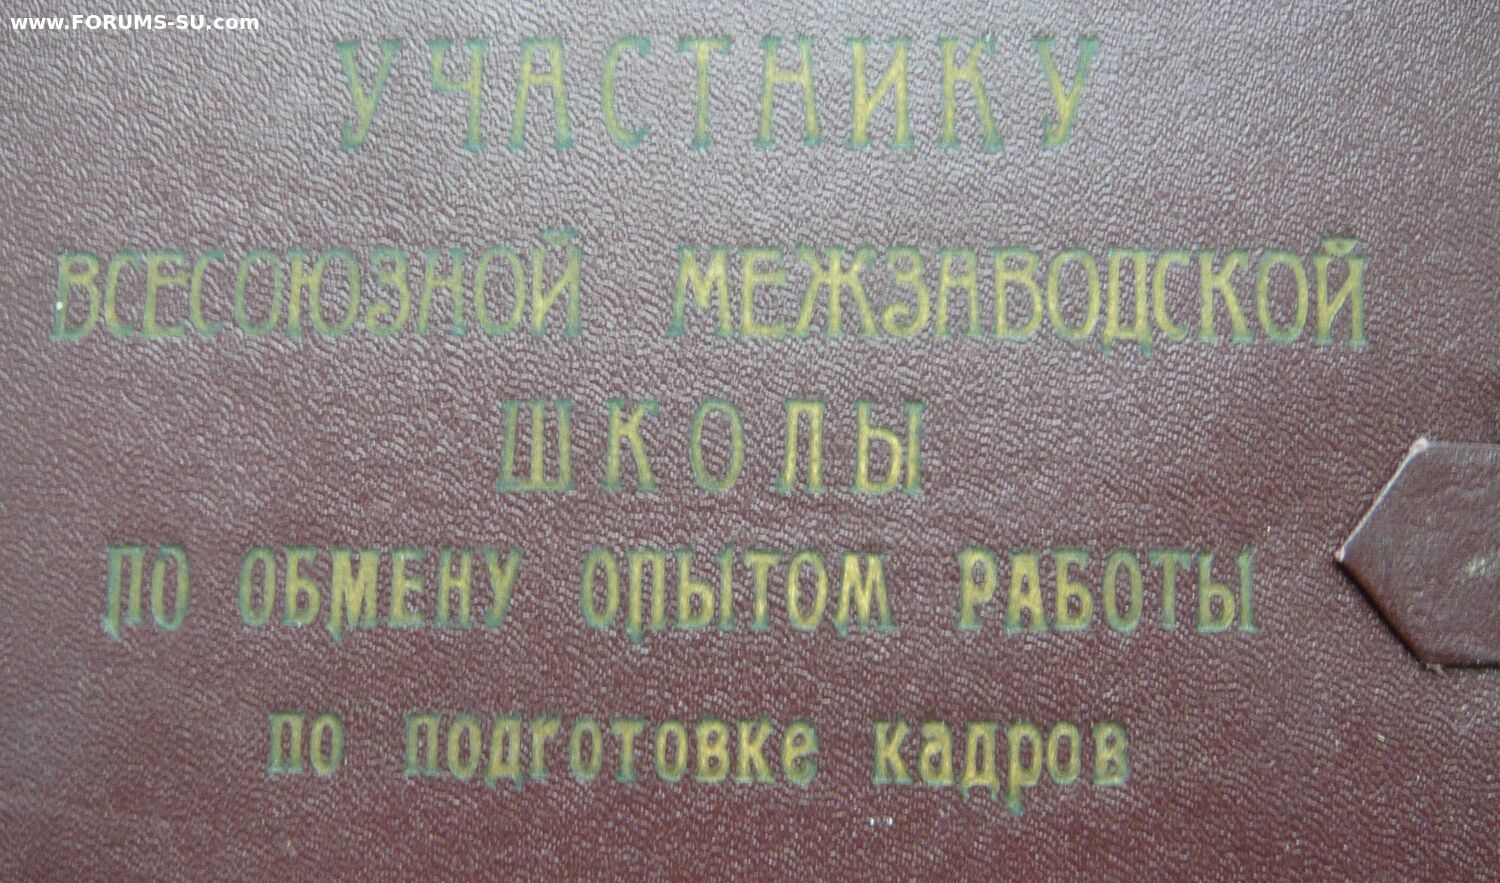 www.FORUMS-SU.com
УЧАСТНИКУ
ВСЕСОЮЗНОЙ МЕЖЗАВОДСКОЙ
ШКОЛЫ
ПО ОБМЕНУ ОПЫТОМ РАБОТЫ
по подготовке кадров